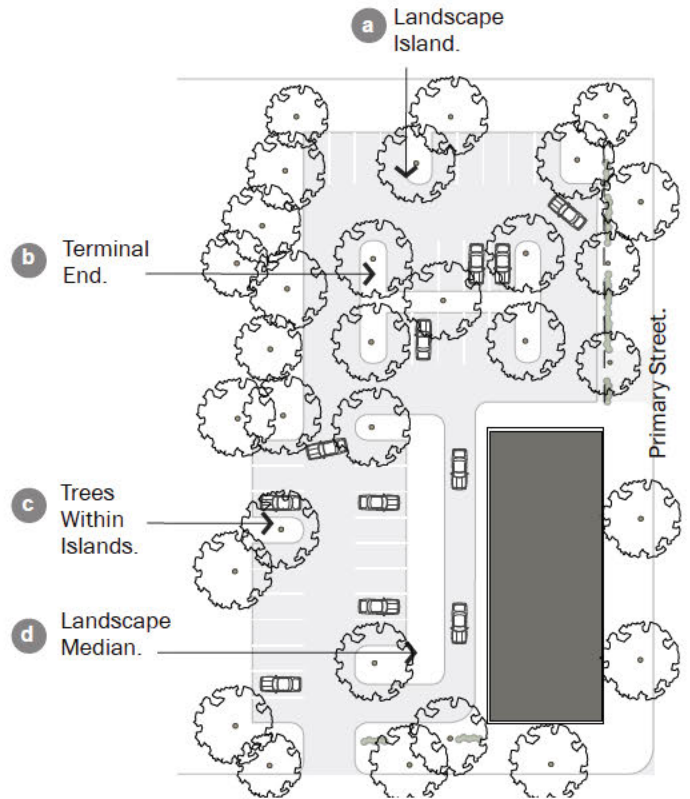 a Landscape
Island.
b Terminal
End.
Primary Street.
c Trees
Within
Islands.
d Landscape
Median.